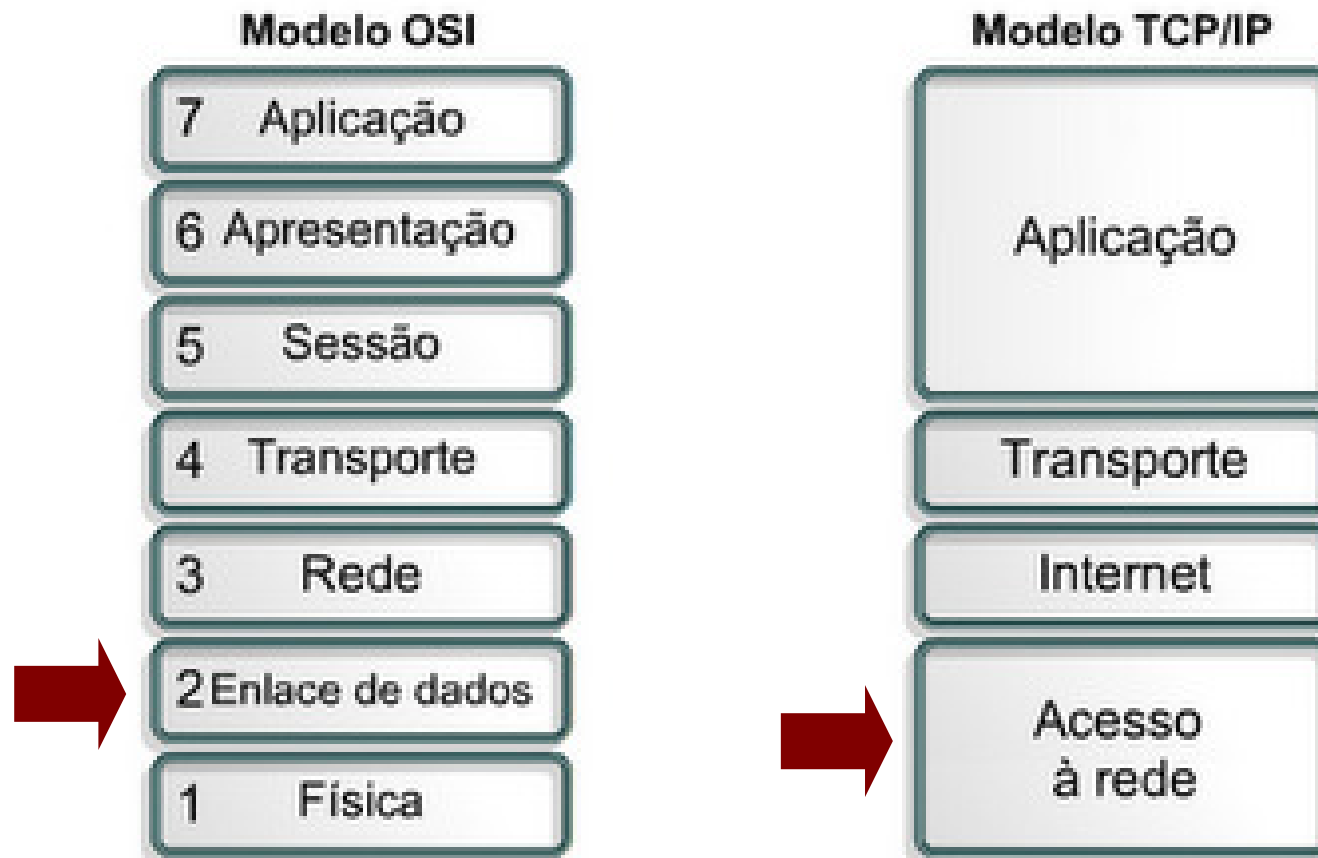 Modelo OSI
7 Aplicação
6 Apresentação
5 Sessão
4 Transporte
3 Rede
2 Enlace de dados
1 Física
Modelo TCP/IP
Aplicação
Transporte
Internet
Acesso
à rede